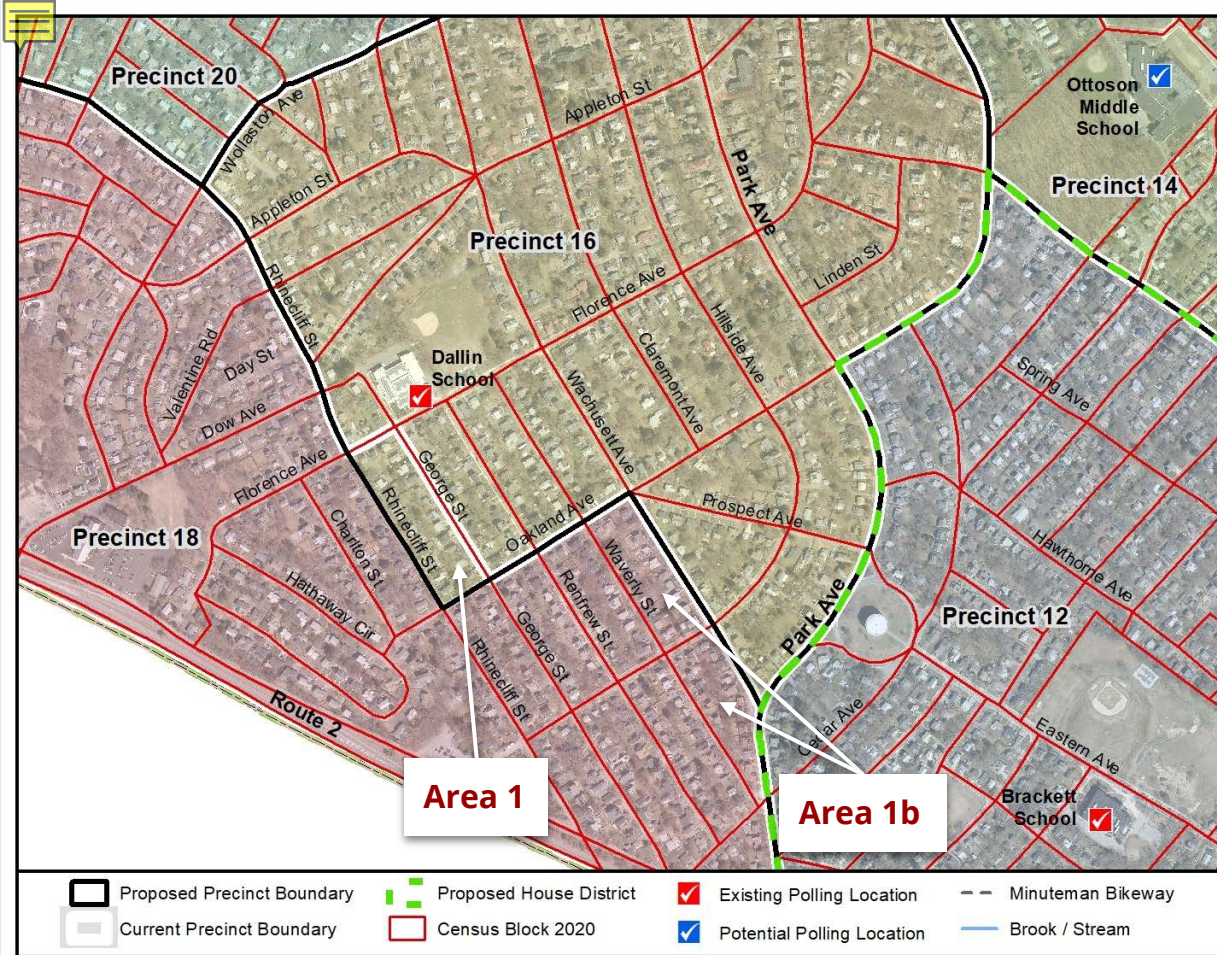 Precinct 20
Wollaston Ave
Appleton St
Ottoson
Middle
School
Park Ave
Precinct 14
Appleton St
Precinct 16
Linden St
Rhinecliff St
Florence Ave
Valentine Rd
Day St
Hillside Ave
Claremont Ave
Dallin
School
Spring Ave
Dow Ave
Wachusett Ave
Florence Ave
George St
Rhinecliff St
Oakland Ave
Prospect Ave
Precinct 18
Charlton St
Hathaway Cir
Waverly St
Renfrew St
Hawthorne Ave
Park Ave
Precinct 12
George St
Rhinecliff St
Route 2
Cedar Ave
Eastern Ave
Area 1
Area 1b
Brackett
School
Proposed Precinct Boundary
Proposed House District
Existing Polling Location
Minuteman Bikeway
Current Precinct Boundary
Census Block 2020
Potential Polling Location
Brook / Stream